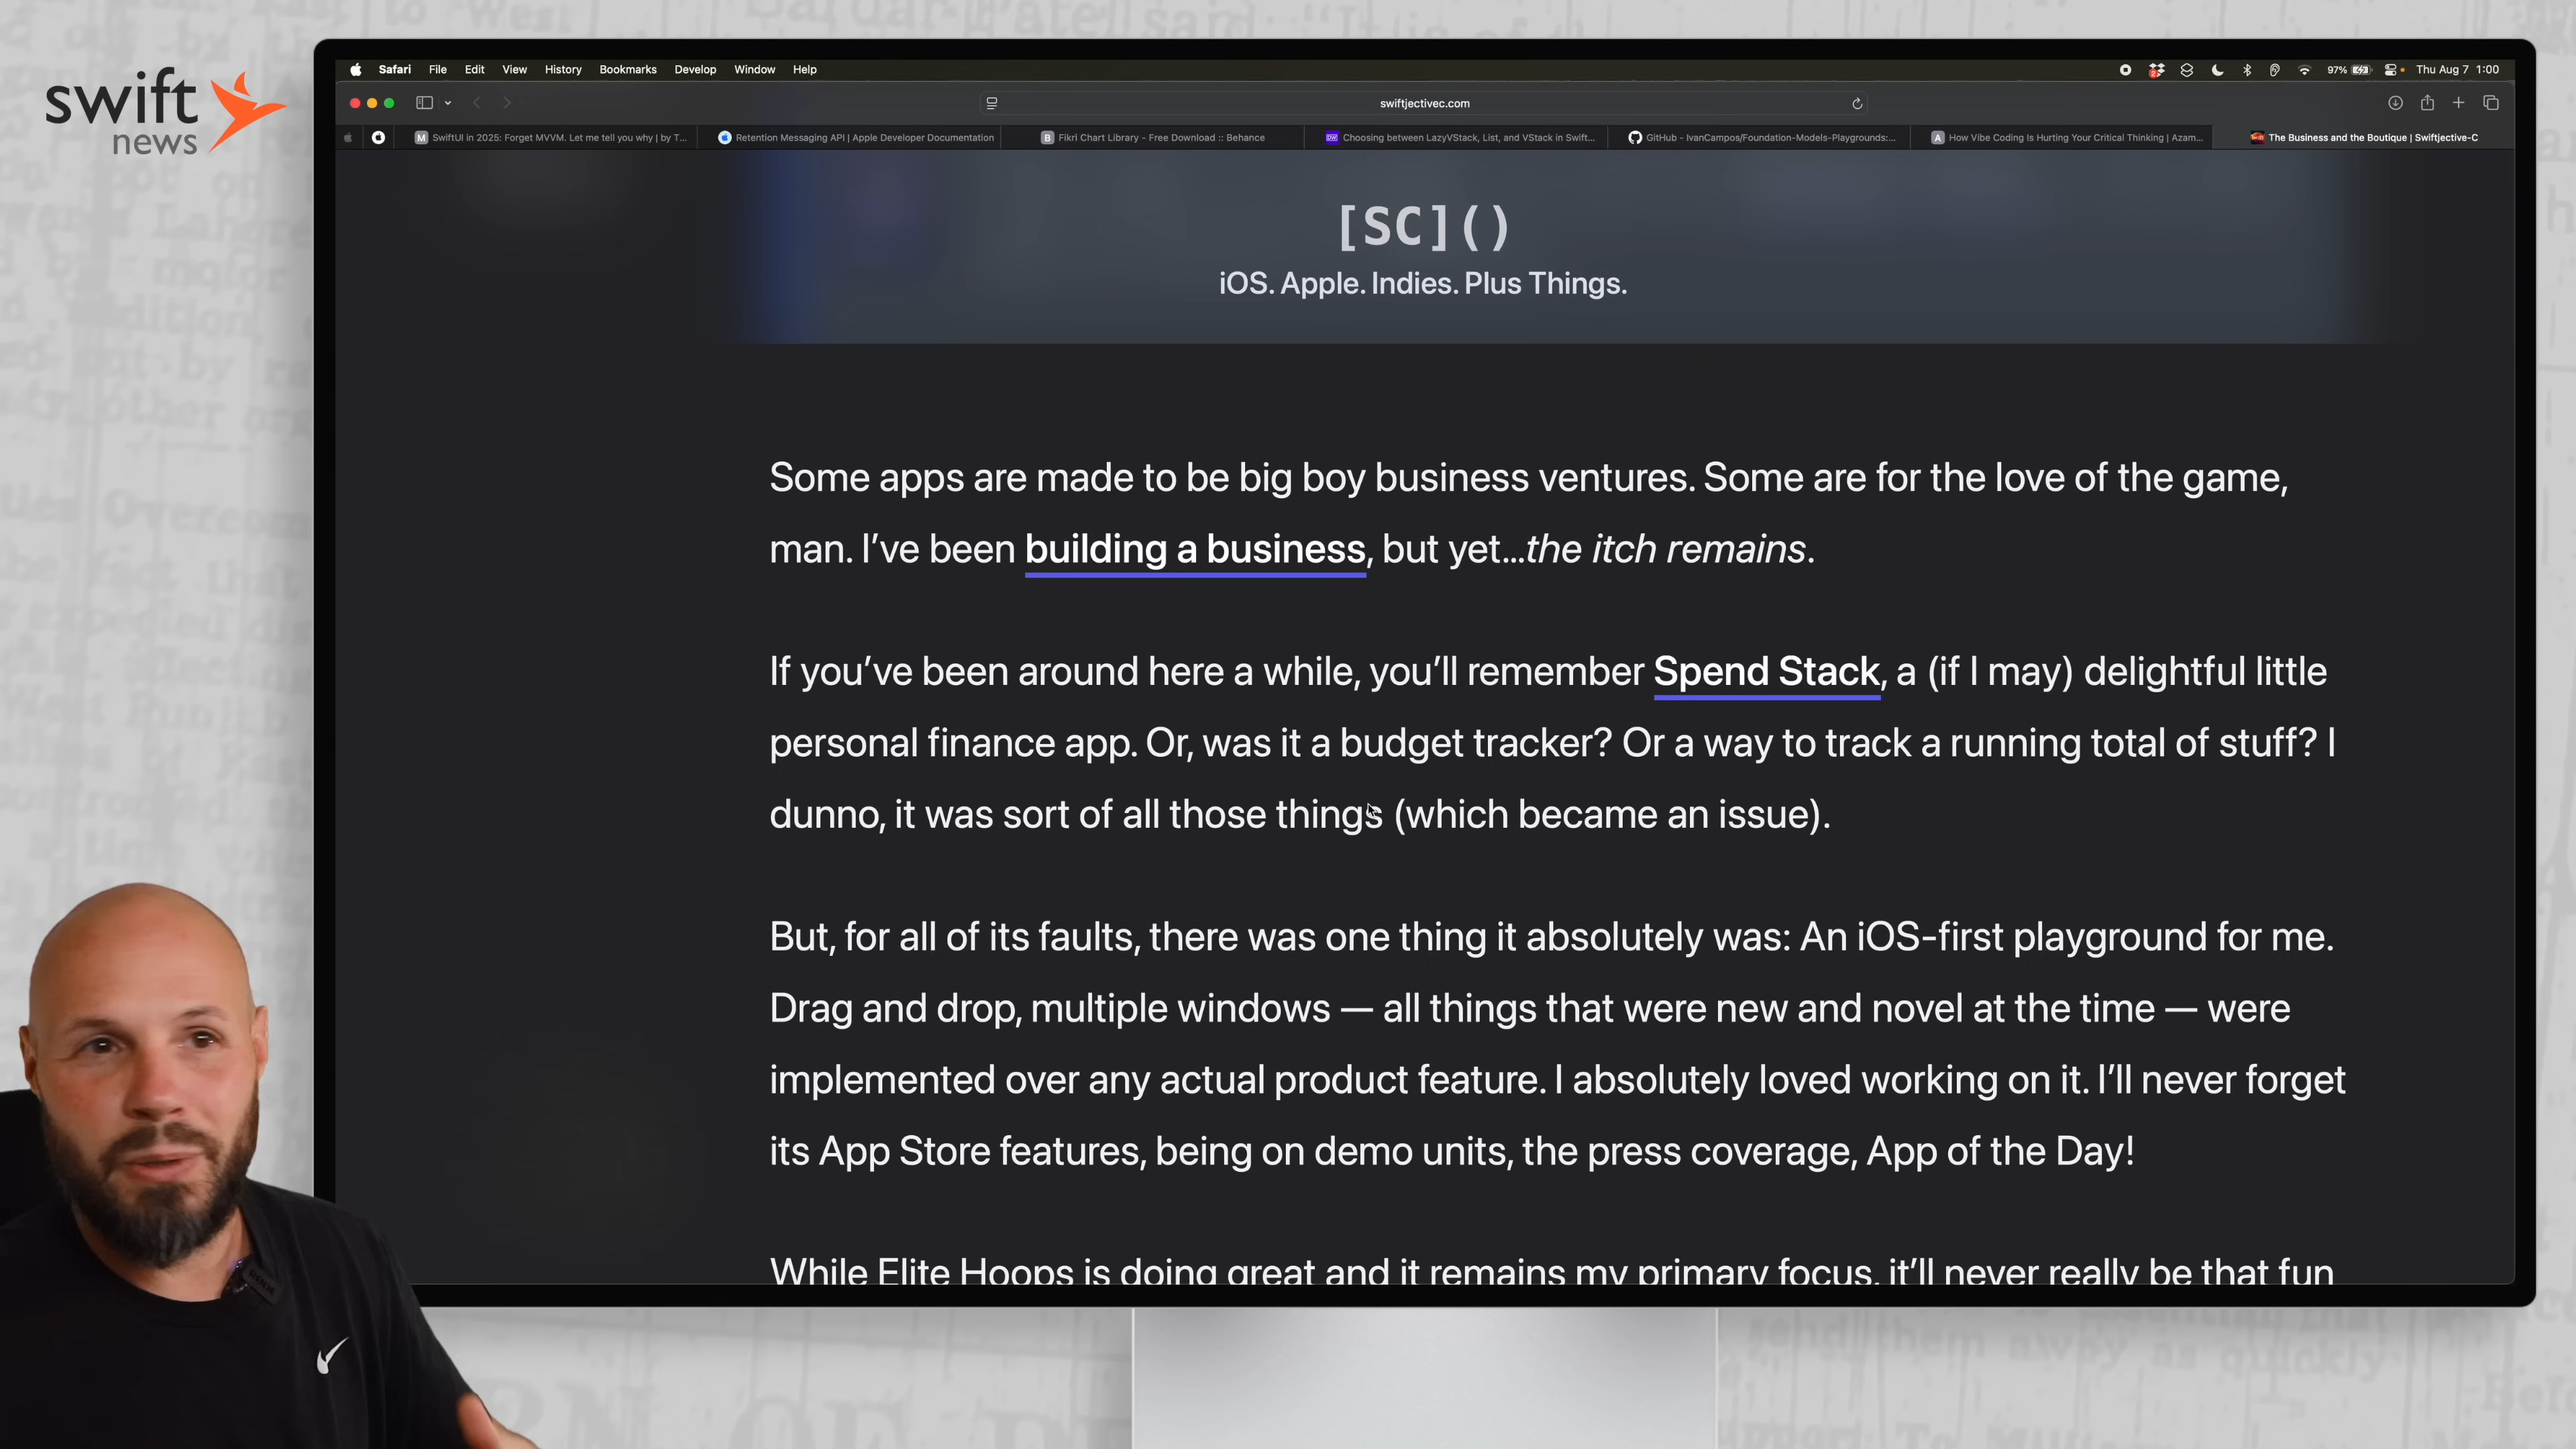 swift
news
Safari File Edit View History Bookmarks Develop Window Help
97% Thu Aug 7 1:00
swiftjectivec.com
SwiftUI in 2025: Forget MVVM. Let me tell you why | by T...
Retention Messaging API | Apple Developer Documentation
Fikri Chart Library - Free Download :: Behance
Choosing between LazyVStack, List, and VStack in Swift...
GitHub - IvanCampos/Foundation-Models-Playgrounds:...
How Vibe Coding Is Hurting Your Critical Thinking | Azam...
The Business and the Boutique | Swiftjective-C
[SC]()
iOS. Apple. Indies. Plus Things.
Some apps are made to be big boy business ventures. Some are for the love of the game,
man. I've been building a business, but yet...the itch remains.
If you've been around here a while, you'll remember Spend Stack, a (if I may) delightful little
personal finance app. Or, was it a budget tracker? Or a way to track a running total of stuff? I
dunno, it was sort of all those things (which became an issue).
But, for all of its faults, there was one thing it absolutely was: An iOS-first playground for me.
Drag and drop, multiple windows — all things that were new and novel at the time — were
implemented over any actual product feature. I absolutely loved working on it. I'll never forget
its App Store features, being on demo units, the press coverage, App of the Day!
While Elite Hoops is doing great and it remains my primary focus, it'll never really be that fun